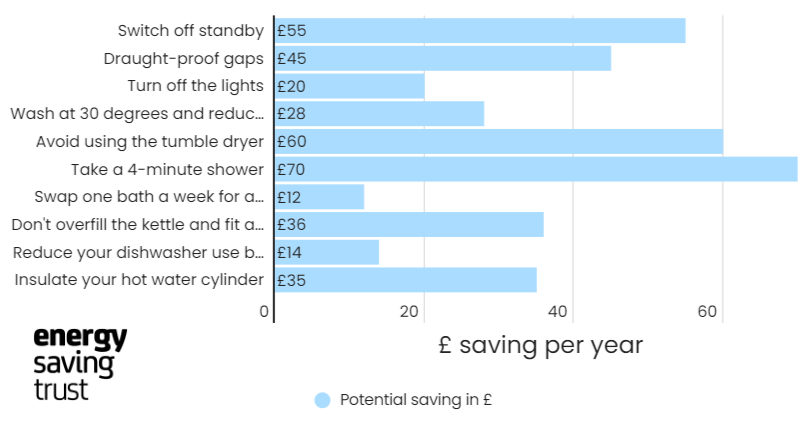 Switch off standby £55
Draught-proof gaps £45
Turn off the lights £20
Wash at 30 degrees and reduc... £28
Avoid using the tumble dryer £60
Take a 4-minute shower £70
Swap one bath a week for a... £12
Don't overfill the kettle and fit a... £36
Reduce your dishwasher use b... £14
Insulate your hot water cylinder £35
0 20 40 60
£ saving per year
energy
saving
trust
Potential saving in £